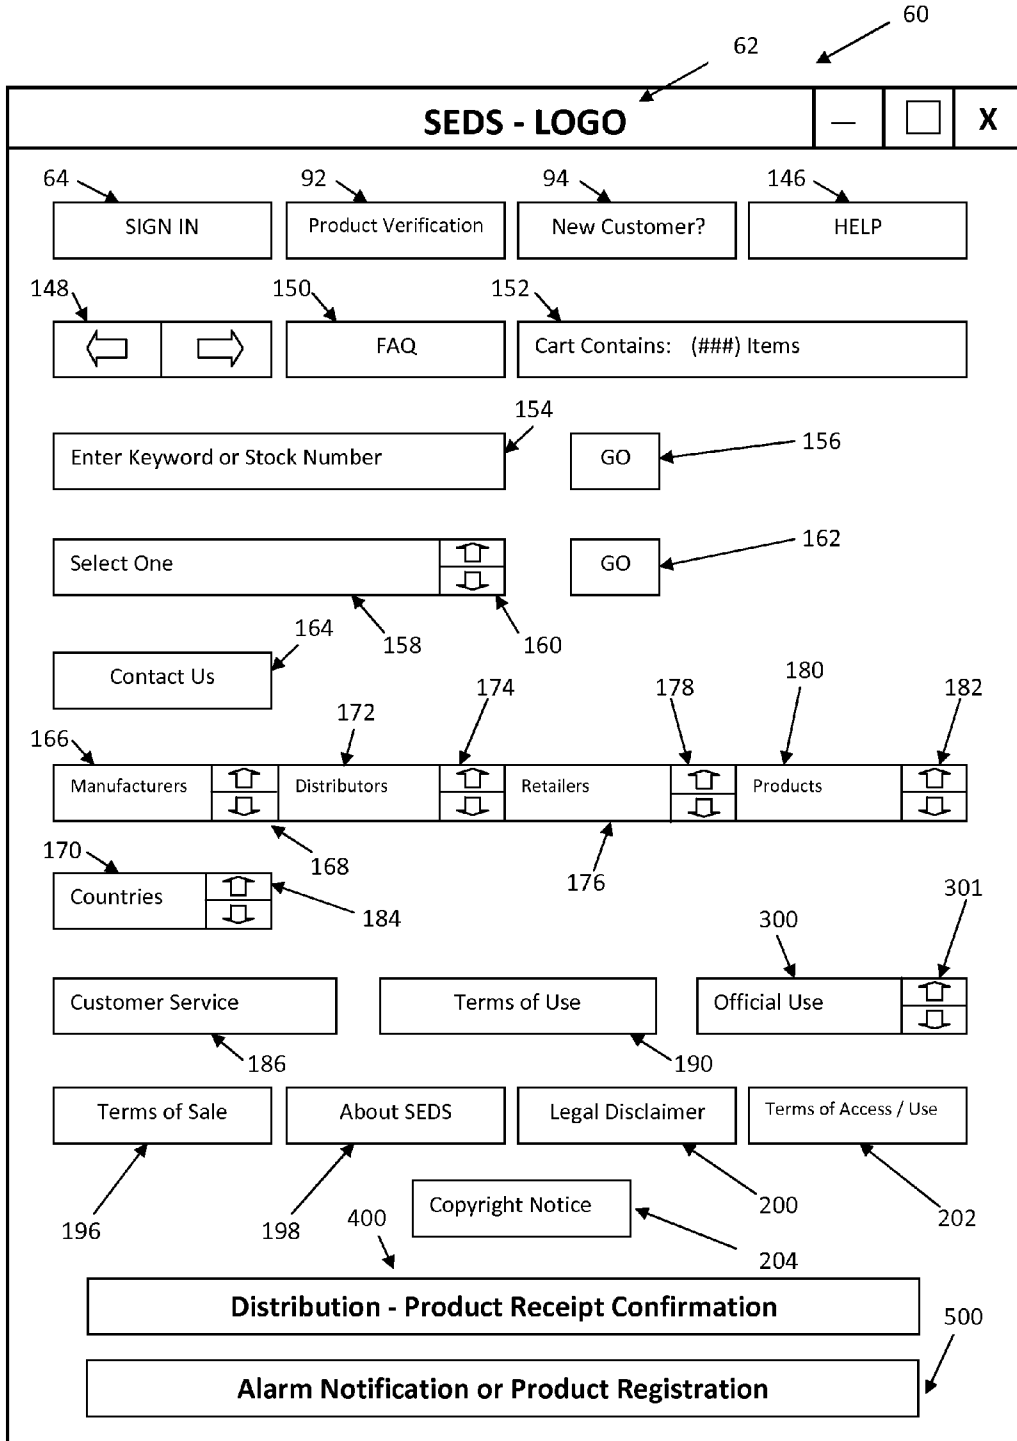 60
62
SEDS - LOGO
X
64
92
94
146
SIGN IN
Product Verification
New Customer?
HELP
148
150
152
FAQ
Cart Contains: (###) Items
154
Enter Keyword or Stock Number
GO
156
Select One
GO
162
158
160
164
Contact Us
166
172
174
178
180
182
Manufacturers
Distributors
Retailers
Products
168
176
170
Countries
184
300
301
Customer Service
Terms of Use
Official Use
186
190
Terms of Sale
About SEDS
Legal Disclaimer
Terms of Access / Use
196
198
400
Copyright Notice
200
202
204
Distribution - Product Receipt Confirmation
500
Alarm Notification or Product Registration